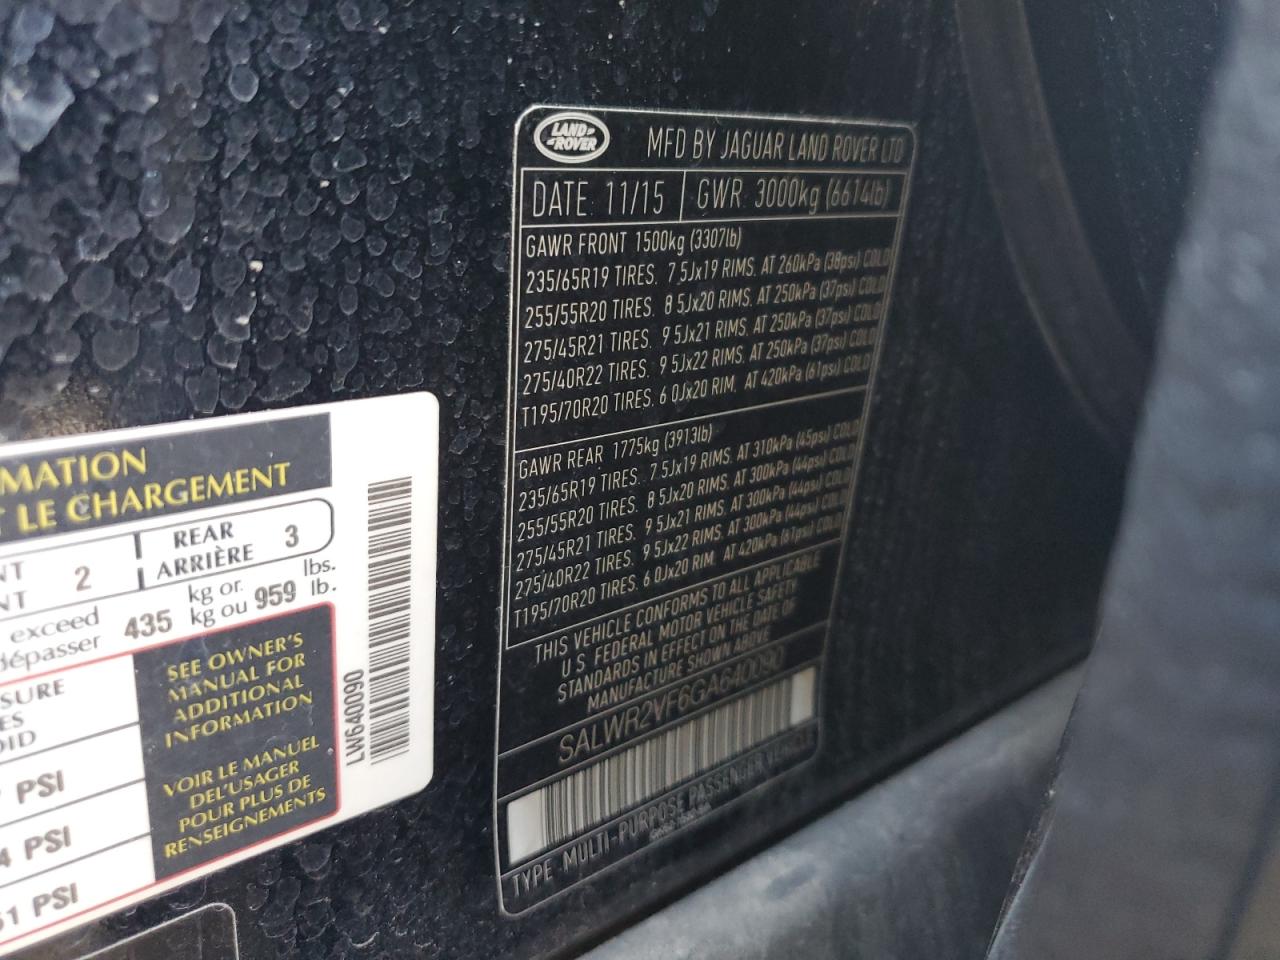 MATION
T LE CHARGEMENT
NT 2 REAR 3
NT ARRIÈRE
exceed 435 kg or 959 lbs.
dépasser kg ou lb.
SURE
ES
OID
PSI
4 PSI
61 PSI
SEE OWNER'S
MANUAL FOR
ADDITIONAL
INFORMATION
VOIR LE MANUEL
DEL'USAGER
POUR PLUS DE
RENSEIGNEMENTS
LW640090
LAND ROVER
MFD BY JAGUAR LAND ROVER LTD
DATE: 11/15 GWR: 3000kg (6614lb)
GAWR FRONT 1500kg (3307lb)
235/65R19 TIRES. 7.5Jx19 RIMS. AT 260kPa (38psi) COLD
255/55R20 TIRES. 8.5Jx20 RIMS. AT 250kPa (37psi) COLD
275/45R21 TIRES. 9.5Jx21 RIMS. AT 250kPa (37psi) COLD
275/40R22 TIRES. 9.5Jx22 RIMS. AT 250kPa (37psi) COLD
T195/70R20 TIRES. 6.0Jx20 RIM. AT 420kPa (61psi) COLD
GAWR REAR 1775kg (3913lb)
235/65R19 TIRES. 7.5Jx19 RIMS. AT 310kPa (45psi) COLD
255/55R20 TIRES. 8.5Jx20 RIMS. AT 300kPa (44psi) COLD
275/45R21 TIRES. 9.5Jx21 RIMS. AT 300kPa (44psi) COLD
275/40R22 TIRES. 9.5Jx22 RIMS. AT 300kPa (44psi) COLD
T195/70R20 TIRES. 6.0Jx20 RIM. AT 420kPa (61psi) COLD
THIS VEHICLE CONFORMS TO ALL APPLICABLE
U.S. FEDERAL MOTOR VEHICLE SAFETY
STANDARDS IN EFFECT ON THE DATE OF
MANUFACTURE SHOWN ABOVE
SALWR2VF6GA640090
TYPE MULTI-PURPOSE PASSENGER VEHICLE